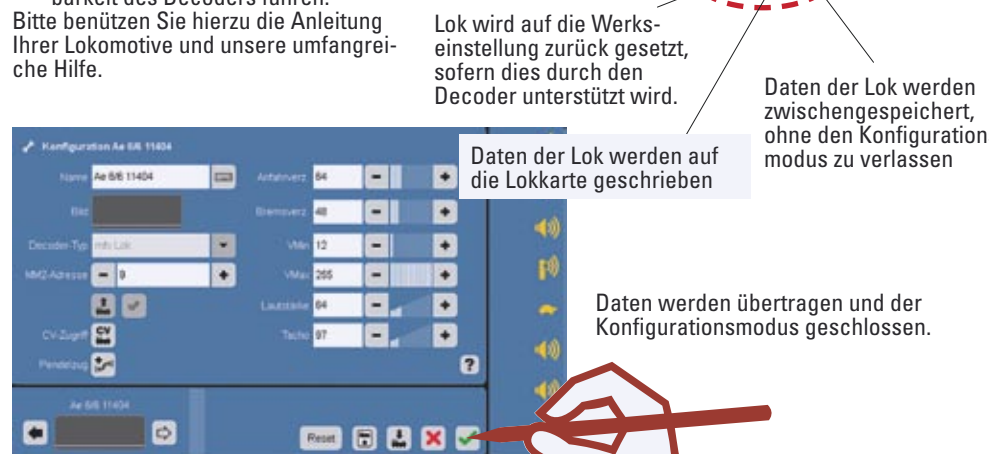 barkeit des Decoders führen.
Bitte benützen Sie hierzu die Anleitung
Ihrer Lokomotive und unsere umfangrei-
che Hilfe.
Lok wird auf die Werks-
einstellung zurück gesetzt,
sofern dies durch den
Decoder unterstützt wird.
Daten der Lok werden auf
die Lokkarte geschrieben
Daten der Lok werden
zwischengespeichert,
ohne den Konfiguration
modus zu verlassen
Daten werden übertragen und der
Konfigurationsmodus geschlossen.
Konfiguration Ae 6/6 11404
Name Ae 6/6 11404
Bild
Decoder-Typ mfx Lok
MM2-Adresse - 9 +
CV-Zugriff CV
Pendelzug
Anfahrverz. 64 - +
Bremsverz. 48 - +
VMin 12 - +
VMax 265 - +
Lautstärke 64 - +
Tacho 97 - +
?
Ae 6/6 11404
Reset